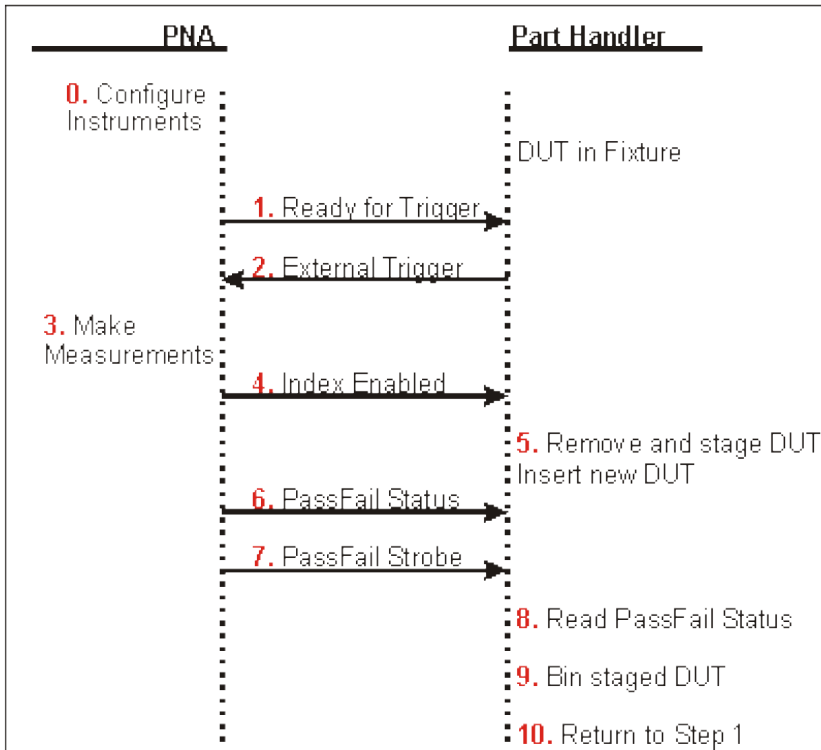 PNA
Part Handler
0. Configure
Instruments
DUT in Fixture
1. Ready for Trigger
2. External Trigger
3. Make
Measurements
4. Index Enabled
5. Remove and stage DUT
Insert new DUT
6. PassFail Status
7. PassFail Strobe
8. Read PassFail Status
9. Bin staged DUT
10. Return to Step 1